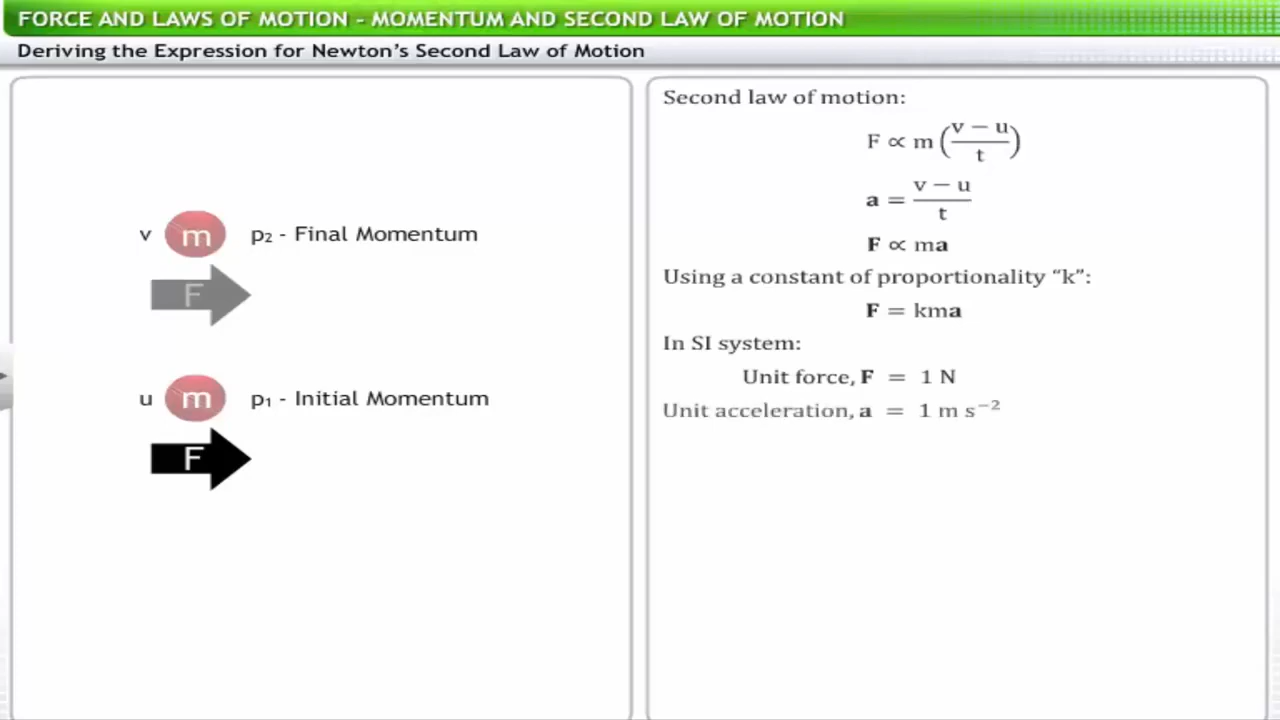 FORCE AND LAWS OF MOTION - MOMENTUM AND SECOND LAW OF MOTION
Deriving the Expression for Newton's Second Law of Motion
v m p₂ - Final Momentum
F
u m p₁ - Initial Momentum
F
Second law of motion:
F ∝ m ((v − u)/t)
a = (v − u)/t
F ∝ ma
Using a constant of proportionality “k”:
F = kma
In SI system:
Unit force, F = 1 N
Unit acceleration, a = 1 m s⁻²